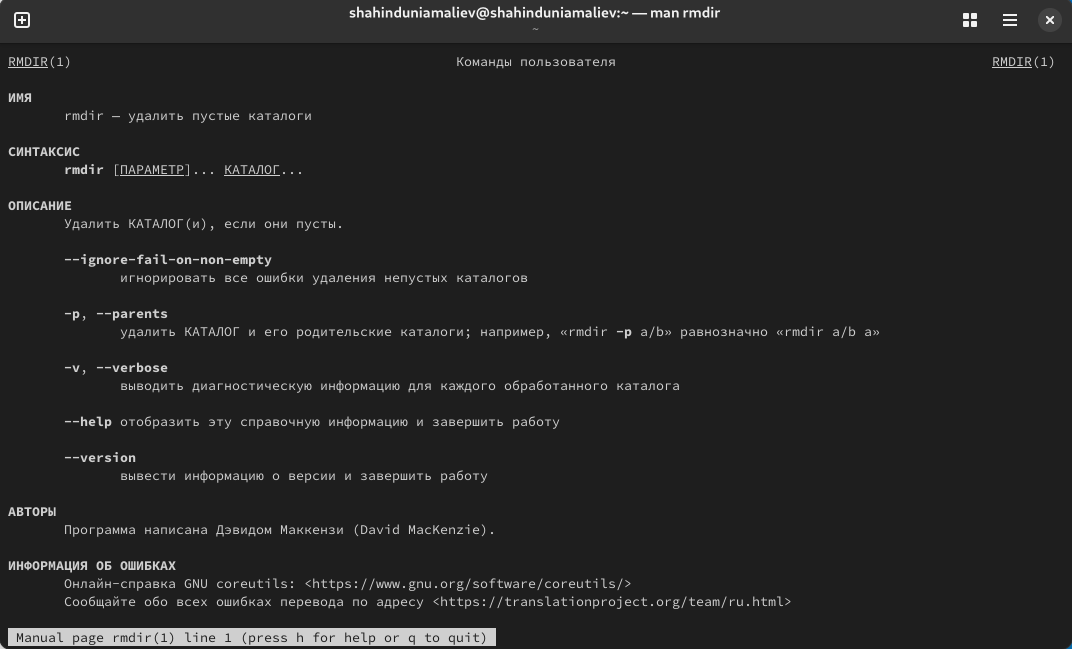 shahinduniamaliev@shahinduniamaliev:~ — man rmdir
~
RMDIR(1) Команды пользователя RMDIR(1)
ИМЯ
rmdir — удалить пустые каталоги
СИНТАКСИС
rmdir [ПАРАМЕТР]... КАТАЛОГ...
ОПИСАНИЕ
Удалить КАТАЛОГ(и), если они пусты.
--ignore-fail-on-non-empty
игнорировать все ошибки удаления непустых каталогов
-p, --parents
удалить КАТАЛОГ и его родительские каталоги; например, «rmdir -p a/b» равнозначно «rmdir a/b a»
-v, --verbose
выводить диагностическую информацию для каждого обработанного каталога
--help отобразить эту справочную информацию и завершить работу
--version
вывести информацию о версии и завершить работу
АВТОРЫ
Программа написана Дэвидом Маккензи (David MacKenzie).
ИНФОРМАЦИЯ ОБ ОШИБКАХ
Онлайн-справка GNU coreutils: <https://www.gnu.org/software/coreutils/>
Сообщайте обо всех ошибках перевода по адресу <https://translationproject.org/team/ru.html>
Manual page rmdir(1) line 1 (press h for help or q to quit)